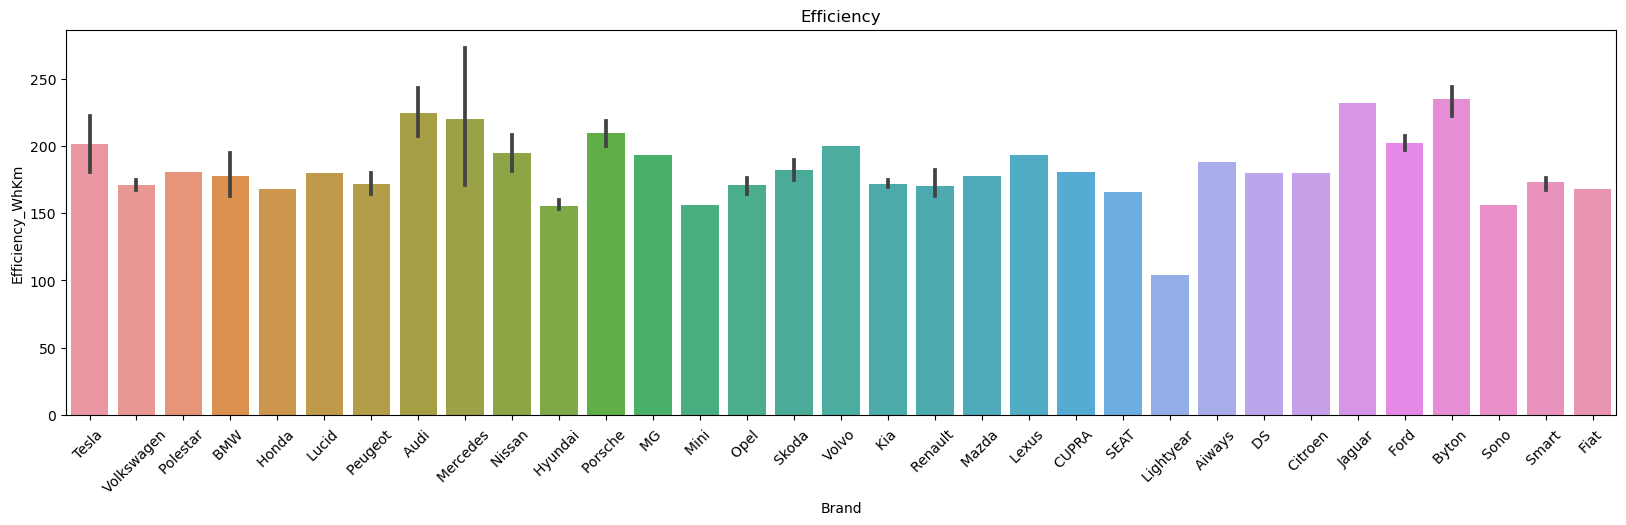 Efficiency
Efficiency_WhKm
250
200
150
100
50
0
Tesla
Volkswagen
Polestar
BMW
Honda
Lucid
Peugeot
Audi
Mercedes
Nissan
Hyundai
Porsche
MG
Mini
Opel
Skoda
Volvo
Kia
Renault
Mazda
Lexus
CUPRA
SEAT
Lightyear
Aiways
DS
Citroen
Jaguar
Ford
Byton
Sono
Smart
Fiat
Brand